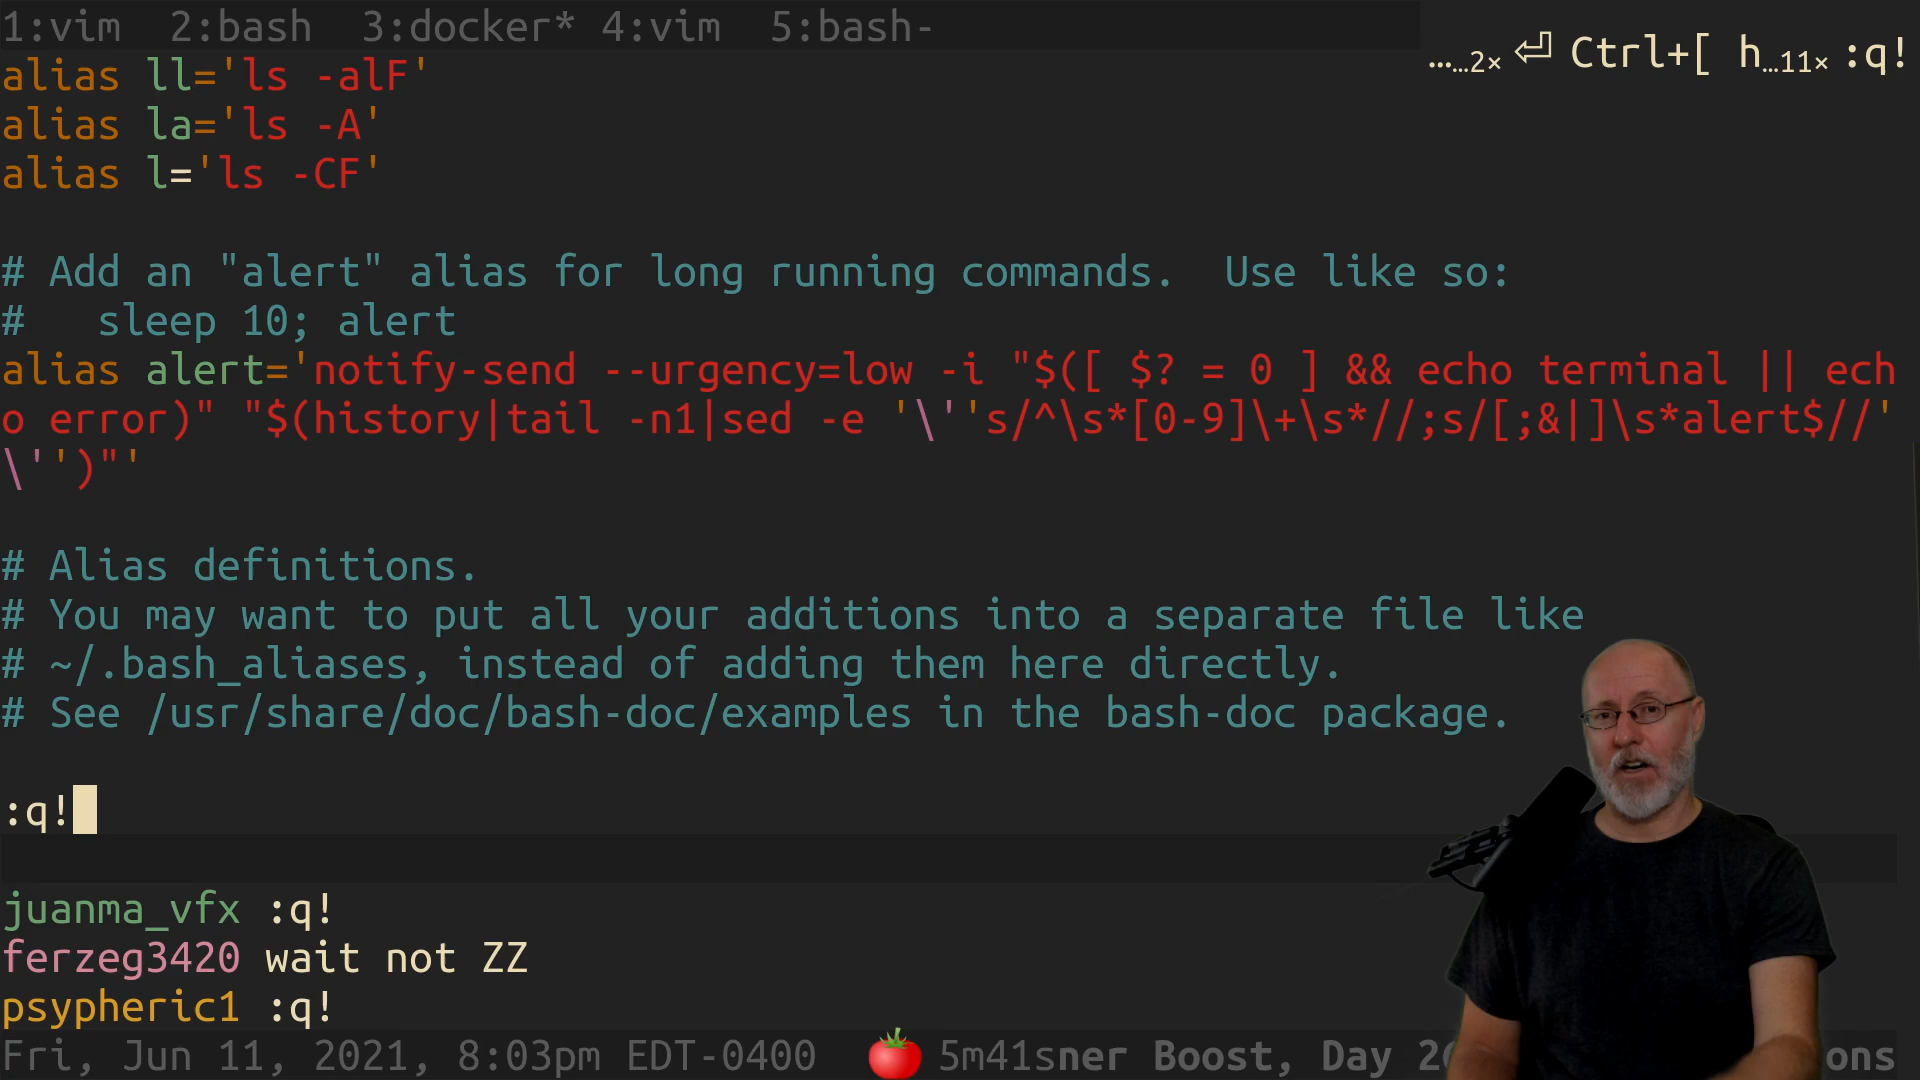 1:vim  2:bash  3:docker* 4:vim  5:bash-
……2× ⏎ Ctrl+[ h…11× :q!
alias ll='ls -alF'
alias la='ls -A'
alias l='ls -CF'
# Add an "alert" alias for long running commands.  Use like so:
#   sleep 10; alert
alias alert='notify-send --urgency=low -i "$([ $? = 0 ] && echo terminal || ech
o error)" "$(history|tail -n1|sed -e '\''s/^\s*[0-9]\+\s*//;s/[;&|]\s*alert$//'
\'')"'
# Alias definitions.
# You may want to put all your additions into a separate file like
# ~/.bash_aliases, instead of adding them here directly.
# See /usr/share/doc/bash-doc/examples in the bash-doc package.
:q!
juanma_vfx :q!
ferzeg3420 wait not ZZ
psypheric1 :q!
Fri, Jun 11, 2021, 8:03pm EDT-0400 🍅 5m41sner Boost, Day